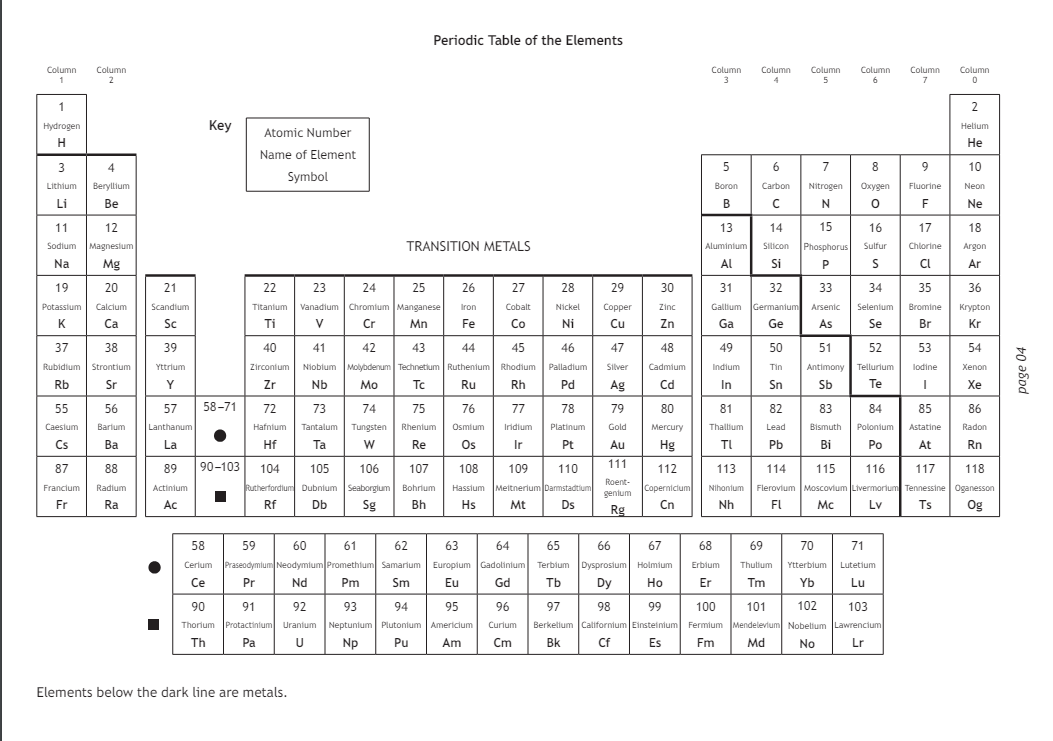 Periodic Table of the Elements
Column Column Column Column Column Column Column Column
1 2 3 4 5 6 7 0
1 2
Hydrogen Helium
H He
Key
Atomic Number
Name of Element
Symbol
3 4 5 6 7 8 9 10
Lithium Beryllium Boron Carbon Nitrogen Oxygen Fluorine Neon
Li Be B C N O F Ne
11 12 13 14 15 16 17 18
Sodium Magnesium Aluminium Silicon Phosphorus Sulfur Chlorine Argon
Na Mg Al Si P S Cl Ar
TRANSITION METALS
19 20 21 22 23 24 25 26 27 28 29 30 31 32 33 34 35 36
Potassium Calcium Scandium Titanium Vanadium Chromium Manganese Iron Cobalt Nickel Copper Zinc Gallium Germanium Arsenic Selenium Bromine Krypton
K Ca Sc Ti V Cr Mn Fe Co Ni Cu Zn Ga Ge As Se Br Kr
37 38 39 40 41 42 43 44 45 46 47 48 49 50 51 52 53 54
Rubidium Strontium Yttrium Zirconium Niobium Molybdenum Technetium Ruthenium Rhodium Palladium Silver Cadmium Indium Tin Antimony Tellurium Iodine Xenon
Rb Sr Y Zr Nb Mo Tc Ru Rh Pd Ag Cd In Sn Sb Te I Xe
55 56 57 58–71 72 73 74 75 76 77 78 79 80 81 82 83 84 85 86
Caesium Barium Lanthanum Hafnium Tantalum Tungsten Rhenium Osmium Iridium Platinum Gold Mercury Thallium Lead Bismuth Polonium Astatine Radon
Cs Ba La Hf Ta W Re Os Ir Pt Au Hg Tl Pb Bi Po At Rn
87 88 89 90–103 104 105 106 107 108 109 110 111 112 113 114 115 116 117 118
Francium Radium Actinium Rutherfordium Dubnium Seaborgium Bohrium Hassium Meitnerium Darmstadtium Roent-genium Copernicium Nihonium Flerovium Moscovium Livermorium Tennessine Oganesson
Fr Ra Ac Rf Db Sg Bh Hs Mt Ds Rg Cn Nh Fl Mc Lv Ts Og
58 59 60 61 62 63 64 65 66 67 68 69 70 71
Cerium Praseodymium Neodymium Promethium Samarium Europium Gadolinium Terbium Dysprosium Holmium Erbium Thulium Ytterbium Lutetium
Ce Pr Nd Pm Sm Eu Gd Tb Dy Ho Er Tm Yb Lu
90 91 92 93 94 95 96 97 98 99 100 101 102 103
Thorium Protactinium Uranium Neptunium Plutonium Americium Curium Berkelium Californium Einsteinium Fermium Mendelevium Nobelium Lawrencium
Th Pa U Np Pu Am Cm Bk Cf Es Fm Md No Lr
Elements below the dark line are metals.
page 04